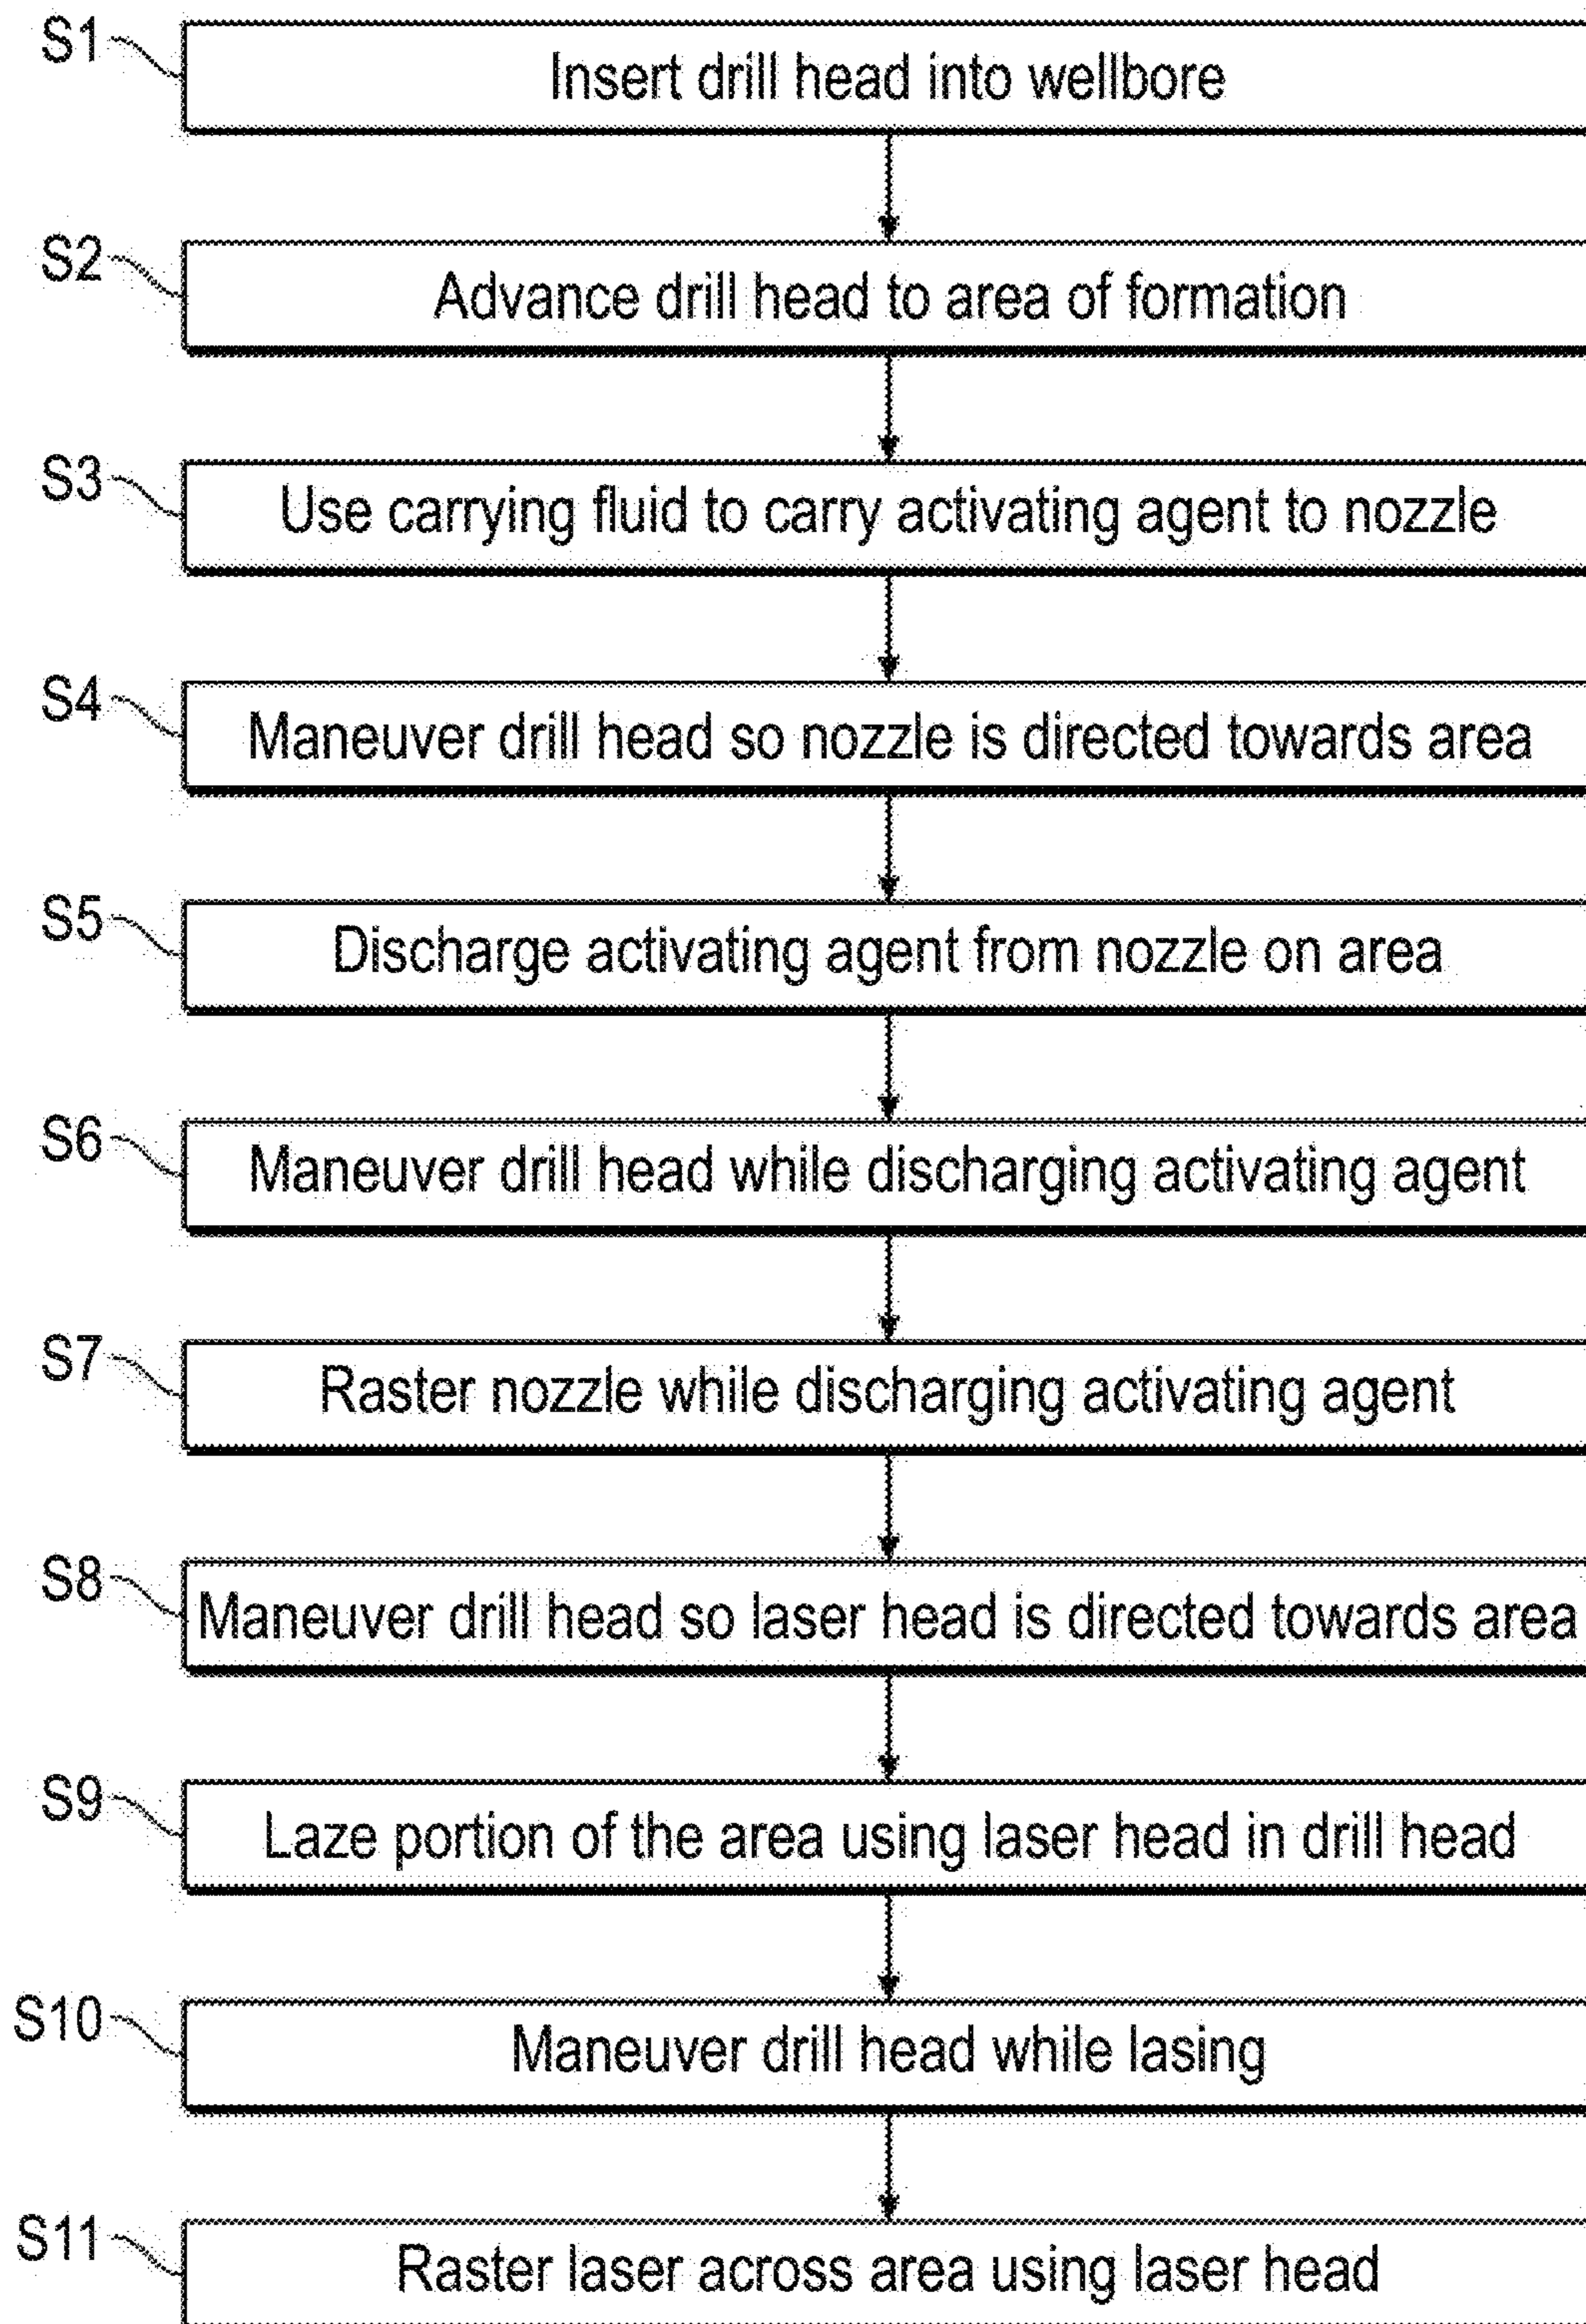 S1 Insert drill head into wellbore
S2 Advance drill head to area of formation
S3 Use carrying fluid to carry activating agent to nozzle
S4 Maneuver drill head so nozzle is directed towards area
S5 Discharge activating agent from nozzle on area
S6 Maneuver drill head while discharging activating agent
S7 Raster nozzle while discharging activating agent
S8 Maneuver drill head so laser head is directed towards area
S9 Laze portion of the area using laser head in drill head
S10 Maneuver drill head while lasing
S11 Raster laser across area using laser head